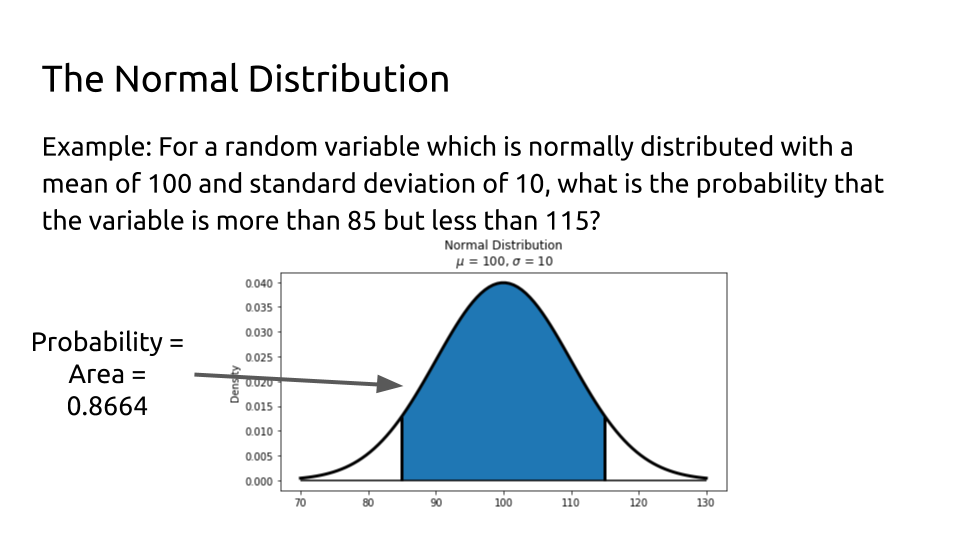 The Normal Distribution
Example: For a random variable which is normally distributed with a
mean of 100 and standard deviation of 10, what is the probability that
the variable is more than 85 but less than 115?
Normal Distribution
μ = 100, σ = 10
Probability =
Area =
0.8664
Density
0.040
0.035
0.030
0.025
0.020
0.015
0.010
0.005
0.000
70 80 90 100 110 120 130